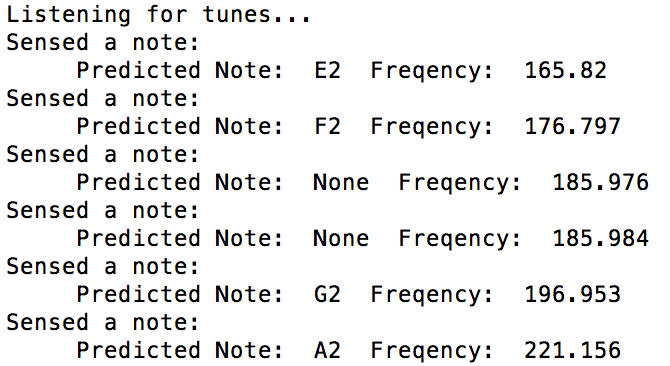 Listening for tunes...
Sensed a note:
     Predicted Note:  E2  Freqency:  165.82
Sensed a note:
     Predicted Note:  F2  Freqency:  176.797
Sensed a note:
     Predicted Note:  None  Freqency:  185.976
Sensed a note:
     Predicted Note:  None  Freqency:  185.984
Sensed a note:
     Predicted Note:  G2  Freqency:  196.953
Sensed a note:
     Predicted Note:  A2  Freqency:  221.156